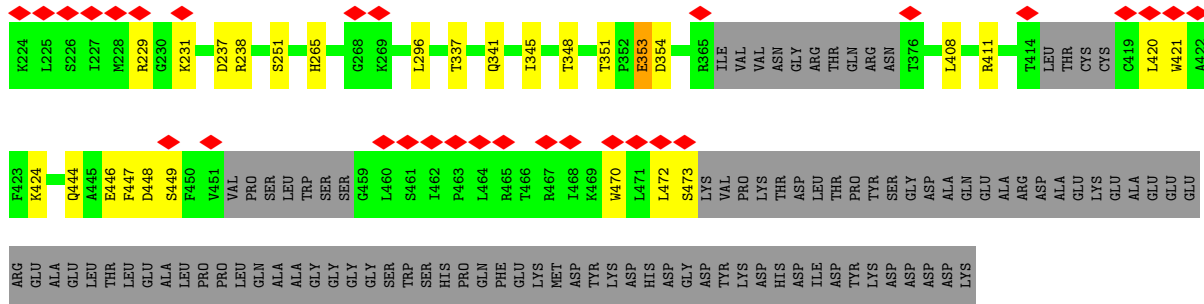 K224 L225 S226 I227 M228 R229 G230 K231 D237 R238 S251 H265 G268 K269 L296 T337 Q341 I345 T348 T351 P352 E353 D354 R365 ILE VAL VAL ASN GLY ARG THR GLN ARG ASN T376 L408 R411 T414 LEU THR CYS CYS C419 L420 W421 A422
F423 K424 Q444 A445 E446 F447 D448 S449 F450 V451 VAL PRO SER LEU TRP SER SER G459 L460 S461 I462 P463 L464 R465 T466 R467 I468 K469 W470 L471 L472 S473 LYS VAL PRO LYS THR ASP LEU THR PRO TYR SER GLY ASP ALA GLN GLU ALA ARG ASP ALA GLU LYS GLU ALA GLU GLU GLU
ARG GLU ALA GLU LEU THR LEU GLU ALA LEU PRO PRO LEU GLN ALA ALA GLY GLY GLY GLY SER TRP SER HIS PRO GLN PHE GLU LYS MET ASP TYR LYS ASP HIS ASP GLY ASP TYR LYS ASP HIS ASP ILE ASP TYR LYS ASP ASP ASP ASP LYS